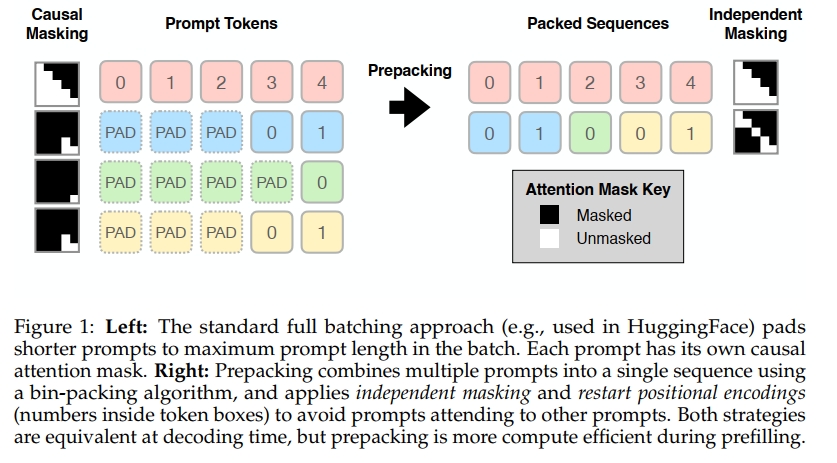 Causal Masking
Prompt Tokens
Packed Sequences
Independent Masking
0 1 2 3 4
Prepacking
0 1 2 3 4
PAD PAD PAD 0 1
0 1 0 0 1
PAD PAD PAD PAD 0
PAD PAD PAD 0 1
Attention Mask Key
Masked
Unmasked
Figure 1: Left: The standard full batching approach (e.g., used in HuggingFace) pads
shorter prompts to maximum prompt length in the batch. Each prompt has its own causal
attention mask. Right: Prepacking combines multiple prompts into a single sequence using
a bin-packing algorithm, and applies independent masking and restart positional encodings
(numbers inside token boxes) to avoid prompts attending to other prompts. Both strategies
are equivalent at decoding time, but prepacking is more compute efficient during prefilling.